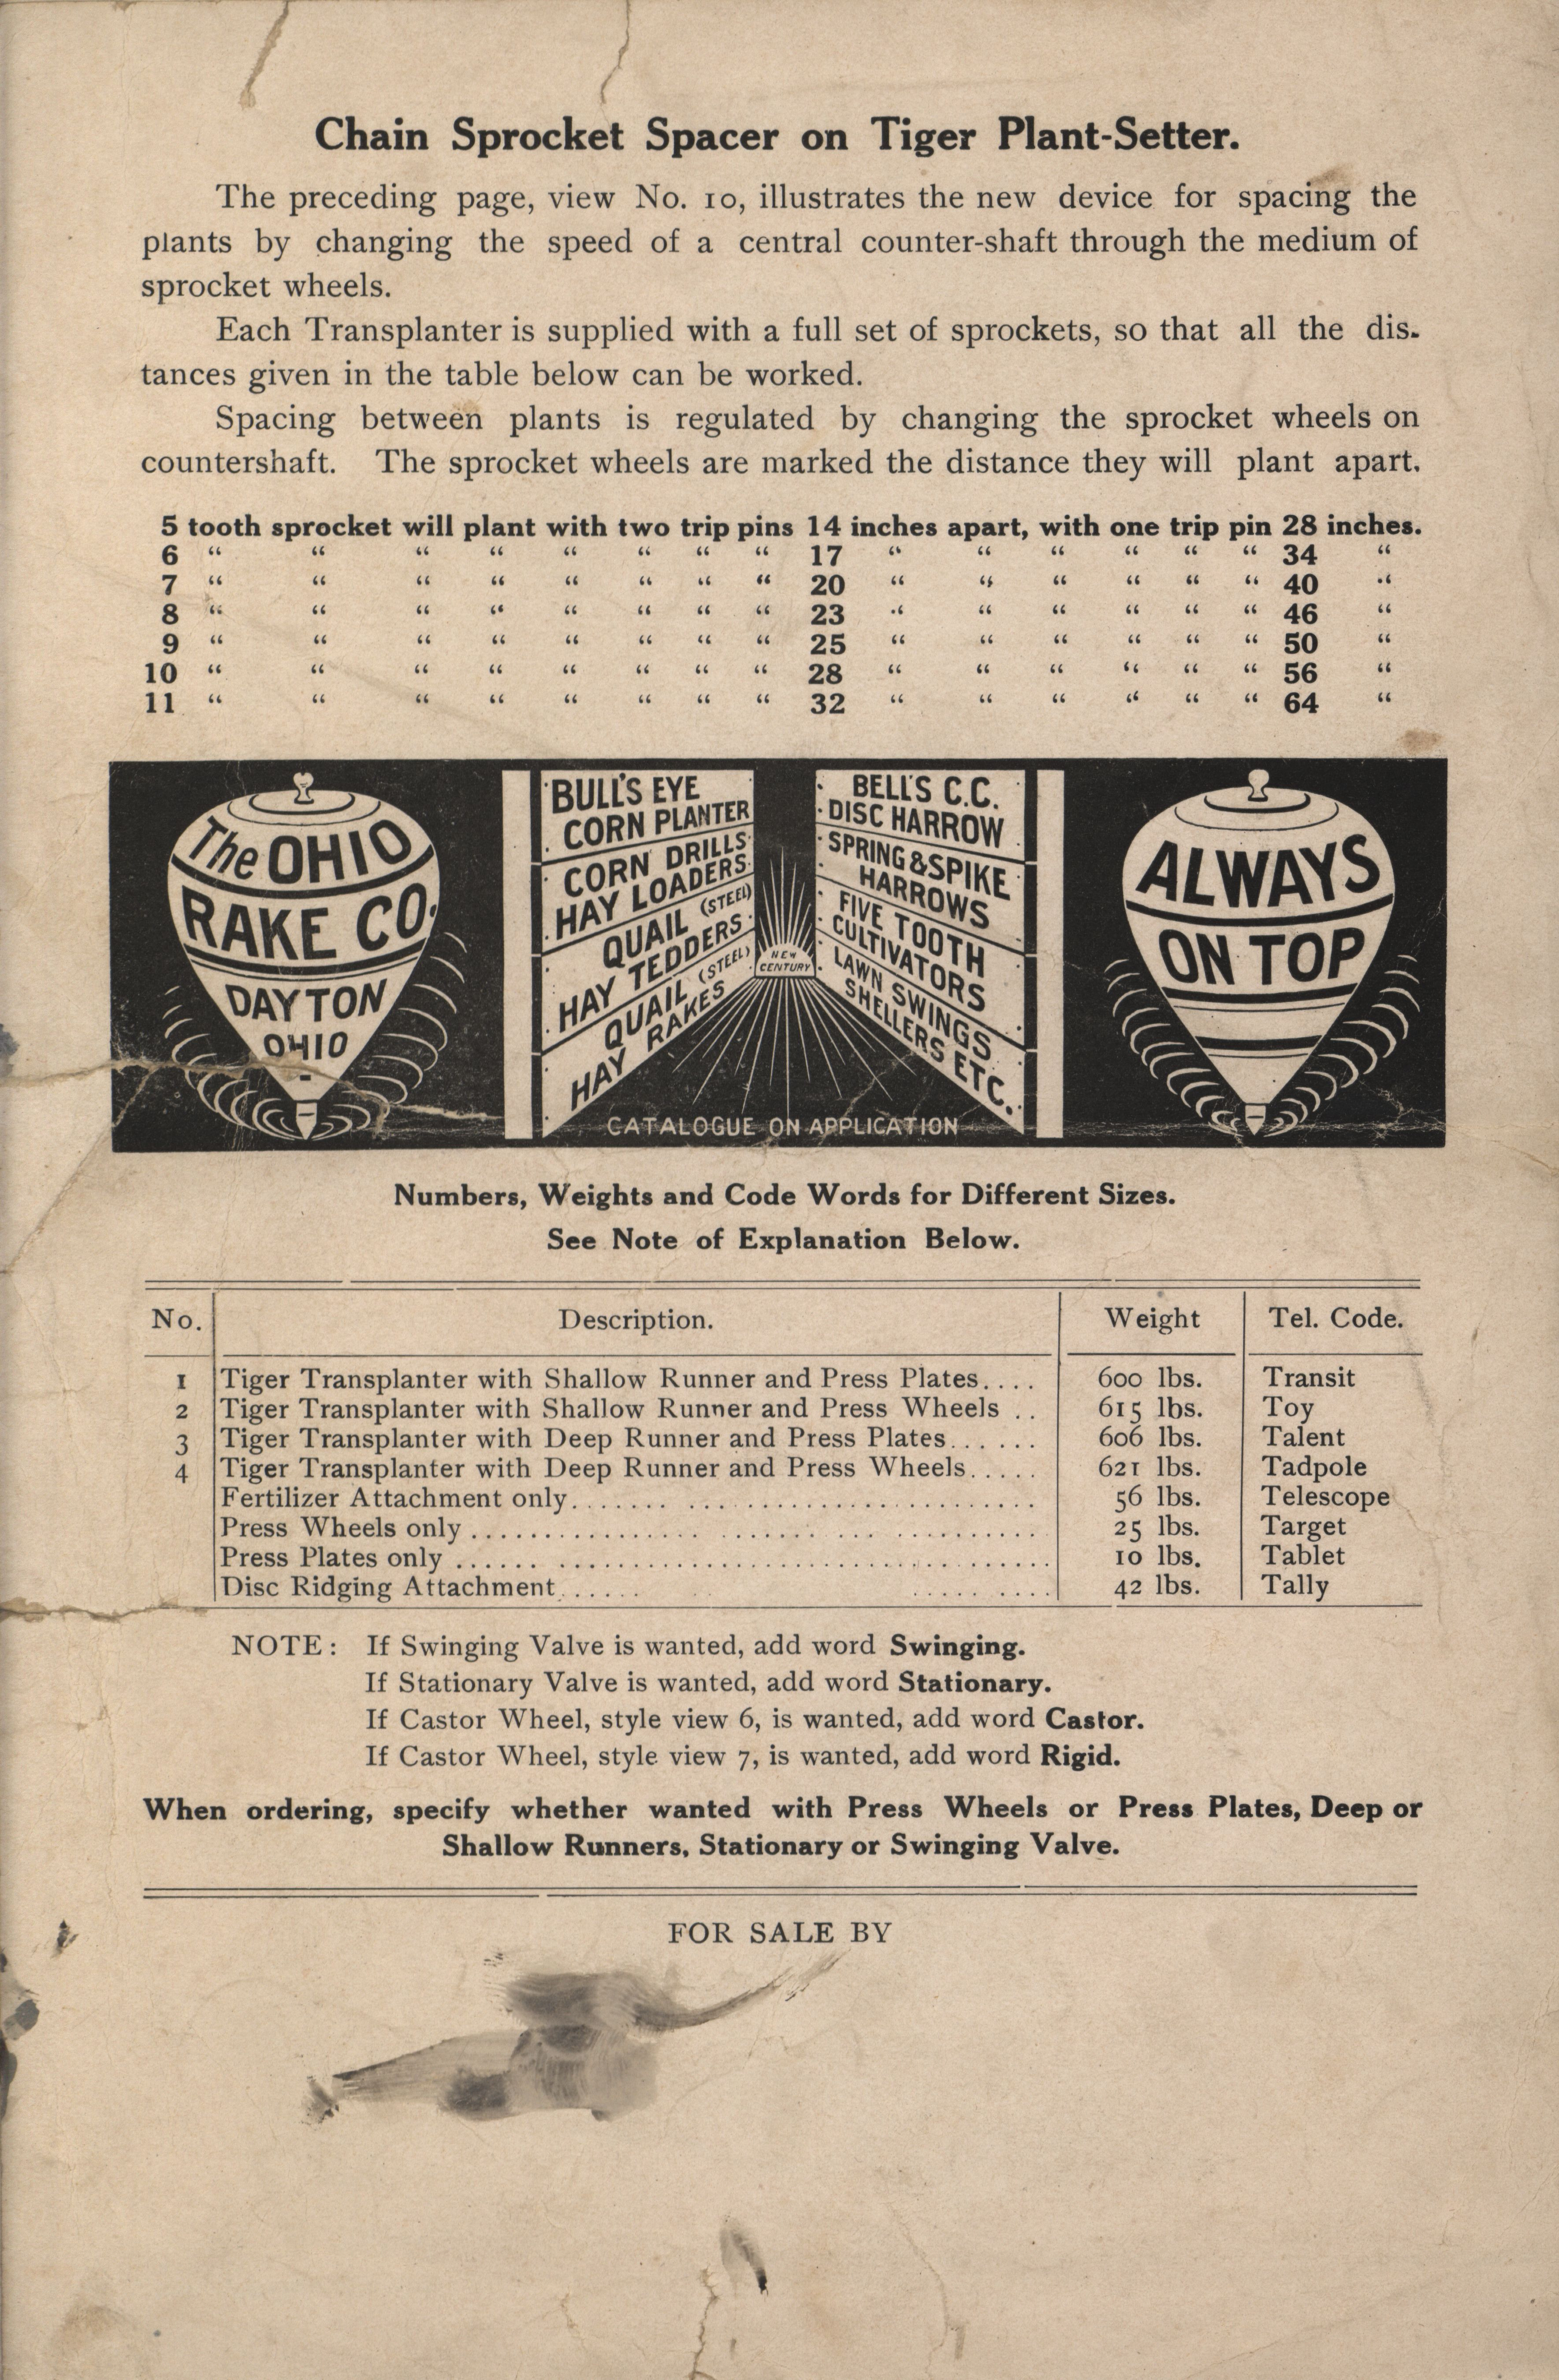 Chain Sprocket Spacer on Tiger Plant-Setter.
The preceding page, view No. 10, illustrates the new device for spacing the
plants by changing the speed of a central counter-shaft through the medium of
sprocket wheels.
Each Transplanter is supplied with a full set of sprockets, so that all the dis-
tances given in the table below can be worked.
Spacing between plants is regulated by changing the sprocket wheels on
countershaft. The sprocket wheels are marked the distance they will plant apart.
5 tooth sprocket will plant with two trip pins 14 inches apart, with one trip pin 28 inches.
6 “ “ “ “ “ “ “ “ 17 “ “ “ “ “ “ 34 “
7 “ “ “ “ “ “ “ “ 20 “ “ “ “ “ “ 40 “
8 “ “ “ “ “ “ “ “ 23 “ “ “ “ “ “ 46 “
9 “ “ “ “ “ “ “ “ 25 “ “ “ “ “ “ 50 “
10 “ “ “ “ “ “ “ “ 28 “ “ “ “ “ “ 56 “
11 “ “ “ “ “ “ “ “ 32 “ “ “ “ “ “ 64 “
The OHIO
RAKE CO.
DAYTON
OHIO
BULL'S EYE
CORN PLANTER
CORN DRILLS
HAY LOADERS
QUAIL (STEEL)
HAY TEDDERS
QUAIL (STEEL)
HAY RAKES
NEW
CENTURY
BELL'S C.C.
DISC HARROW
SPRING & SPIKE
HARROWS
FIVE TOOTH
CULTIVATORS
LAWN SWINGS
SHELLERS ETC.
CATALOGUE ON APPLICATION
ALWAYS
ON TOP
Numbers, Weights and Code Words for Different Sizes.
See Note of Explanation Below.
No. Description. Weight Tel. Code.
1 Tiger Transplanter with Shallow Runner and Press Plates.... 600 lbs. Transit
2 Tiger Transplanter with Shallow Runner and Press Wheels .. 615 lbs. Toy
3 Tiger Transplanter with Deep Runner and Press Plates...... 606 lbs. Talent
4 Tiger Transplanter with Deep Runner and Press Wheels..... 621 lbs. Tadpole
Fertilizer Attachment only....... ........................ 56 lbs. Telescope
Press Wheels only ................................ 25 lbs. Target
Press Plates only ...... ........................... 10 lbs. Tablet
Disc Ridging Attachment...... ........ 42 lbs. Tally
NOTE: If Swinging Valve is wanted, add word Swinging.
If Stationary Valve is wanted, add word Stationary.
If Castor Wheel, style view 6, is wanted, add word Castor.
If Castor Wheel, style view 7, is wanted, add word Rigid.
When ordering, specify whether wanted with Press Wheels or Press Plates, Deep or
Shallow Runners, Stationary or Swinging Valve.
FOR SALE BY